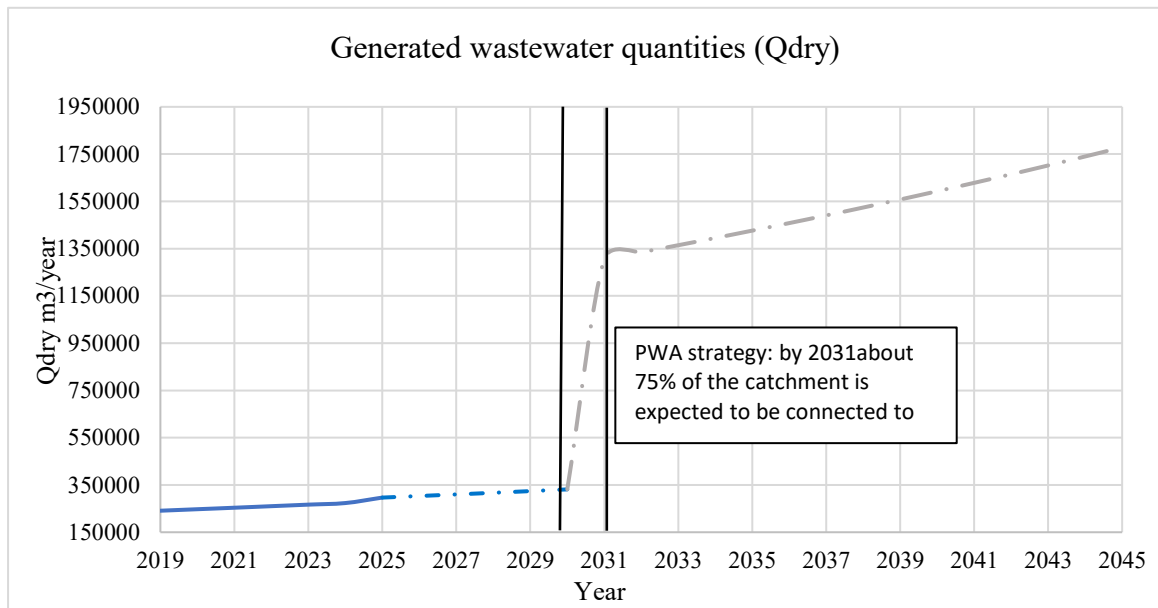 Generated wastewater quantities (Qdry)
1950000
1750000
1550000
1350000
1150000
950000
750000
550000
350000
150000
Qdry m3/year
PWA strategy: by 2031about
75% of the catchment is
expected to be connected to
2019 2021 2023 2025 2027 2029 2031 2033 2035 2037 2039 2041 2043 2045
Year